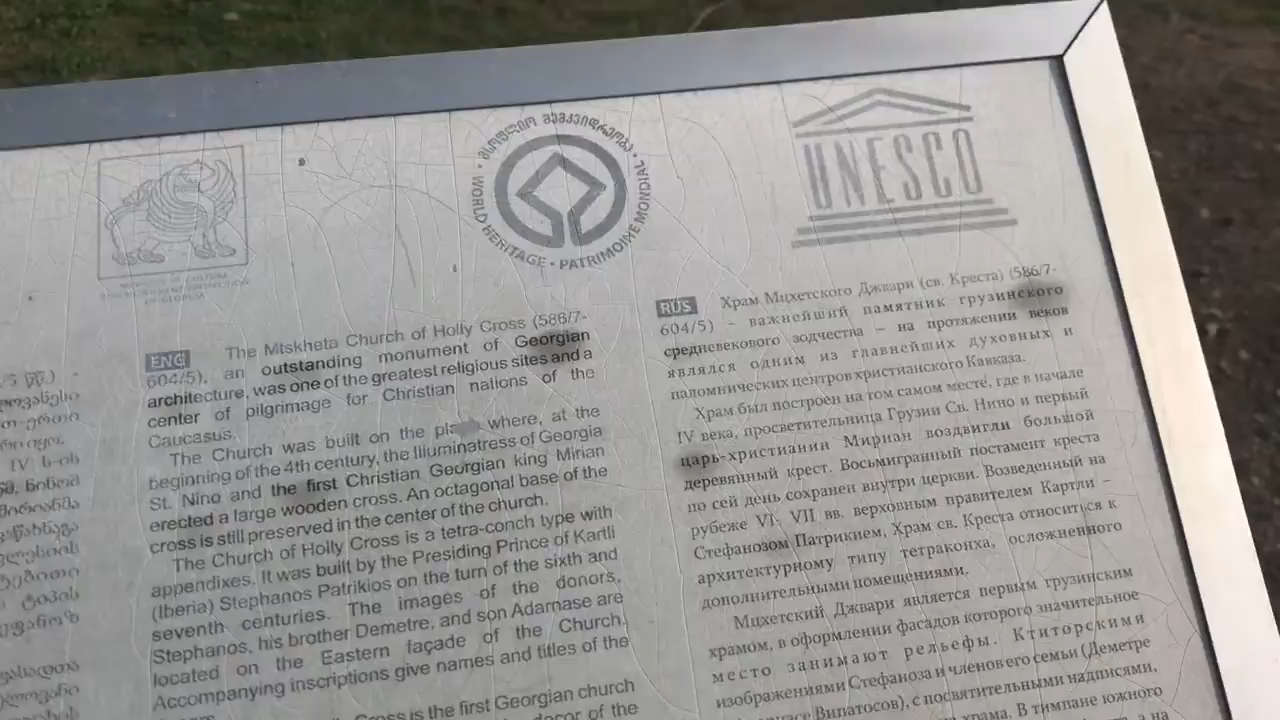 მსოფლიო მემკვიდრეობა • WORLD HERITAGE • PATRIMOINE MONDIAL •
UNESCO
OF GEORGIA
ENG The Mtskheta Church of Holly Cross (586/7-
604/5), an outstanding monument of Georgian
architecture, was one of the greatest religious sites and a
center of pilgrimage for Christian nations of the
Caucasus.
The Church was built on the where, at the
beginning of the 4th century, the Illuminatress of Georgia
St. Nino and the first Christian Georgian king Mirian
erected a large wooden cross. An octagonal base of the
cross is still preserved in the center of the church.
The Church of Holly Cross is a tetra-conch type with
appendixes. It was built by the Presiding Prince of Kartli
(Iberia) Stephanos Patrikios on the turn of the sixth and
seventh centuries. The images of the donors,
Stephanos, his brother Demetre, and son Adarnase are
located on the Eastern façade of the Church.
Accompanying inscriptions give names and titles of the
Cross is the first Georgian church
decor of the
RUS Храм Мцхетского Джвари (св. Креста) (586/7-
604/5) – важнейший памятник грузинского
средневекового зодчества – на протяжении веков
являлся одним из главнейших духовных и
паломнических центров христианского Кавказа.
Храм был построен на том самом месте, где в начале
IV века, просветительница Грузии Св. Нино и первый
царь-христианин Мириан воздвигли большой
деревянный крест. Восьмигранный постамент креста
по сей день сохранен внутри церкви. Возведенный на
рубеже VI- VII вв. верховным правителем Картли –
Стефанозом Патрикием, Храм св. Креста относиться к
архитектурному типу тетраконха, осложненного
дополнительными помещениями.
Мцхетский Джвари является первым грузинским
храмом, в оформлении фасадов которого значительное
место занимают рельефы. Ктиторскими
изображениями Стефаноза и членов его семьи (Деметре
Випатосов), с посвятительными надписями,
храма. В тимпане южного